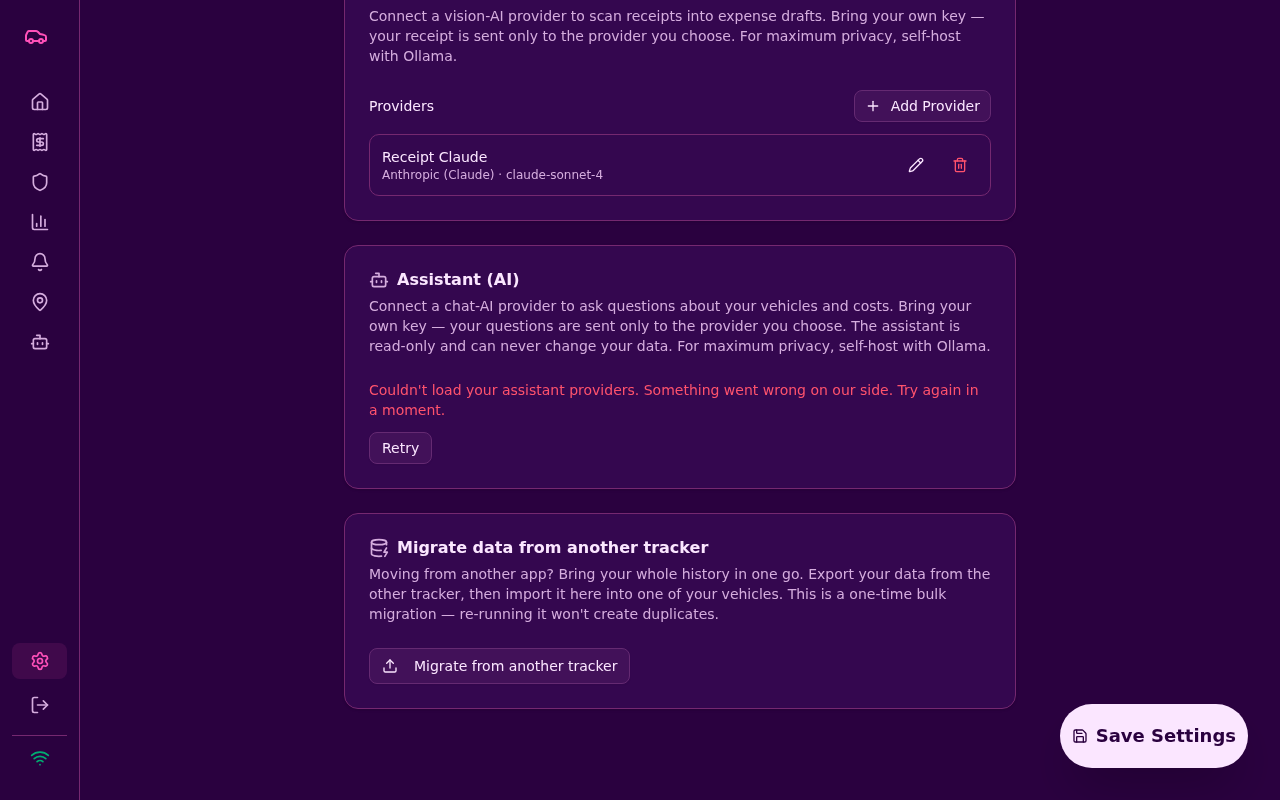 Connect a vision-AI provider to scan receipts into expense drafts. Bring your own key —
your receipt is sent only to the provider you choose. For maximum privacy, self-host
with Ollama.
Providers
Add Provider
Receipt Claude
Anthropic (Claude) · claude-sonnet-4
Assistant (AI)
Connect a chat-AI provider to ask questions about your vehicles and costs. Bring your
own key — your questions are sent only to the provider you choose. The assistant is
read-only and can never change your data. For maximum privacy, self-host with Ollama.
Couldn't load your assistant providers. Something went wrong on our side. Try again in
a moment.
Retry
Migrate data from another tracker
Moving from another app? Bring your whole history in one go. Export your data from the
other tracker, then import it here into one of your vehicles. This is a one-time bulk
migration — re-running it won't create duplicates.
Migrate from another tracker
Save Settings